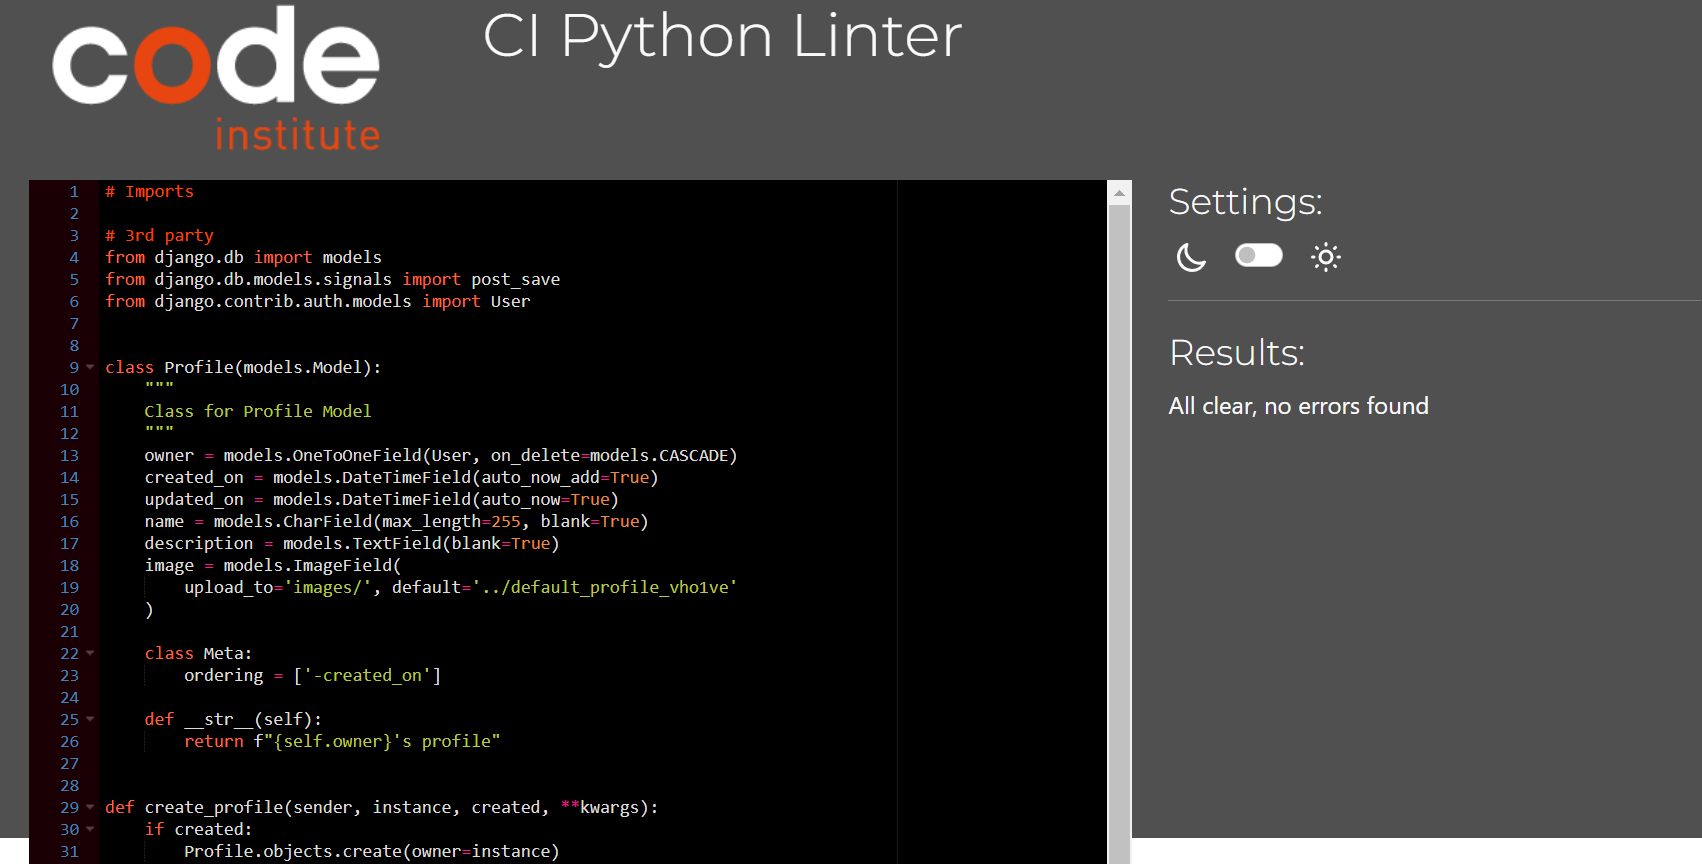 code
institute
CI Python Linter
1 # Imports
2
3 # 3rd party
4 from django.db import models
5 from django.db.models.signals import post_save
6 from django.contrib.auth.models import User
7
8
9 class Profile(models.Model):
10     """
11     Class for Profile Model
12     """
13     owner = models.OneToOneField(User, on_delete=models.CASCADE)
14     created_on = models.DateTimeField(auto_now_add=True)
15     updated_on = models.DateTimeField(auto_now=True)
16     name = models.CharField(max_length=255, blank=True)
17     description = models.TextField(blank=True)
18     image = models.ImageField(
19         upload_to='images/', default='../default_profile_vho1ve'
20     )
21
22     class Meta:
23         ordering = ['-created_on']
24
25     def __str__(self):
26         return f"{self.owner}'s profile"
27
28
29 def create_profile(sender, instance, created, **kwargs):
30     if created:
31         Profile.objects.create(owner=instance)
Settings:
Results:
All clear, no errors found